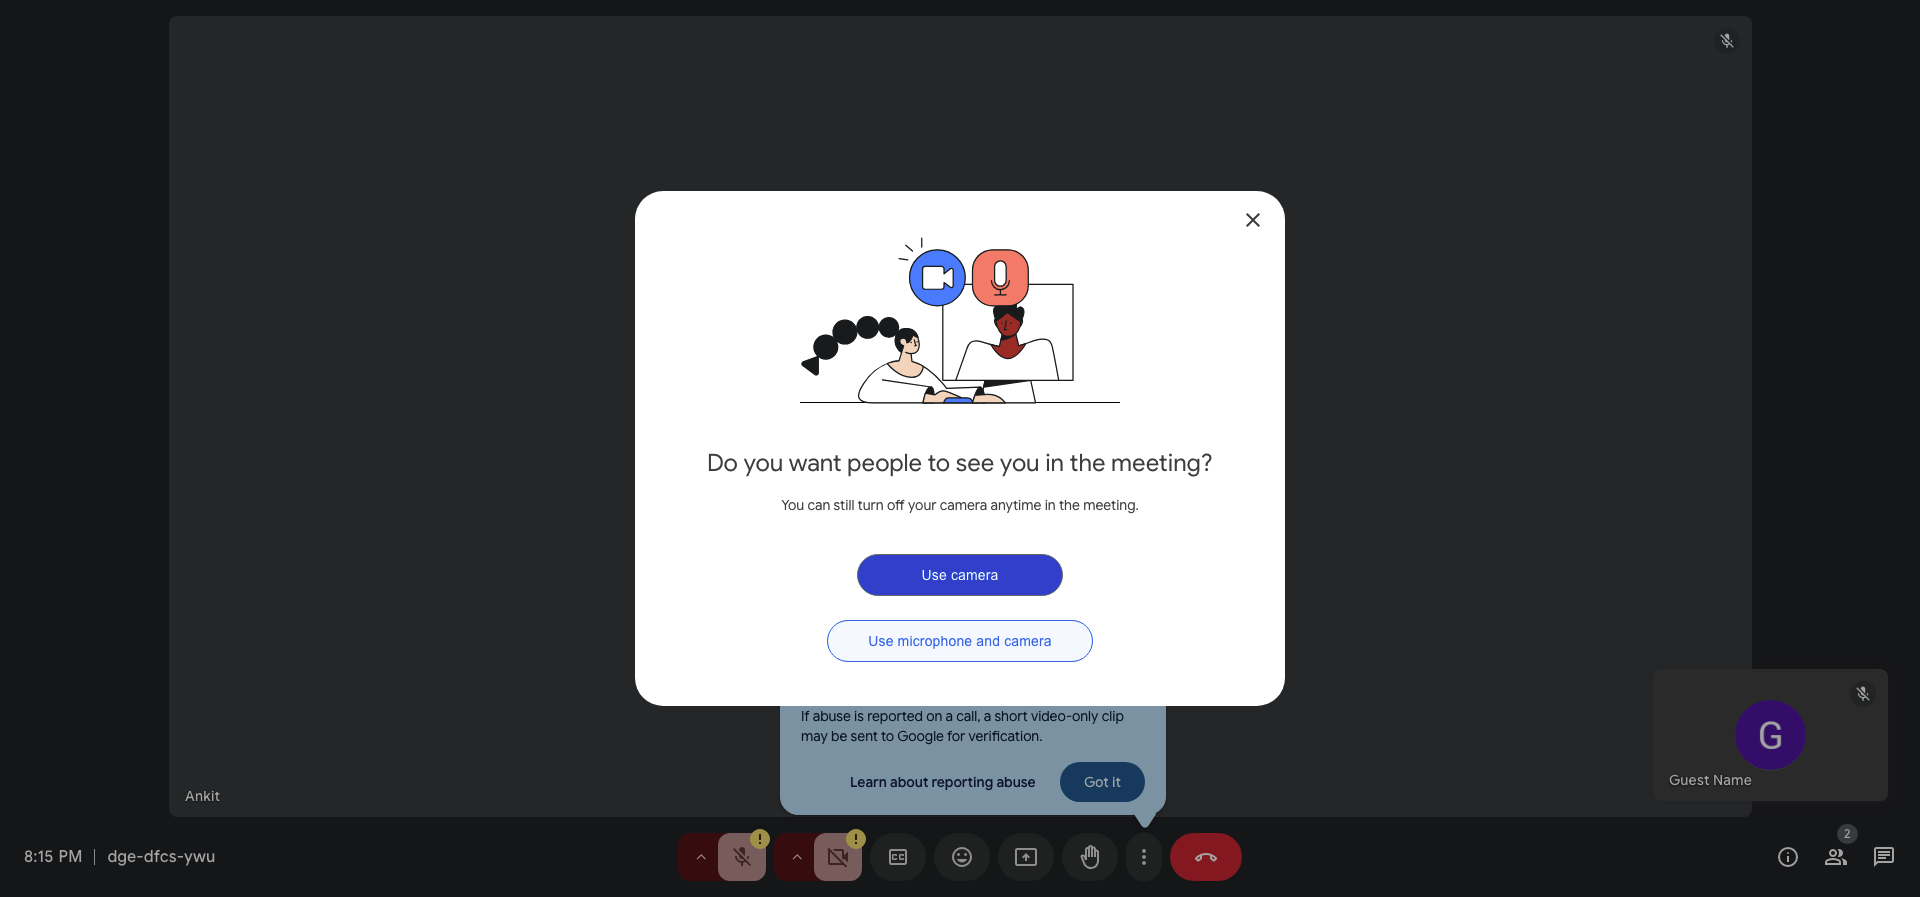 Do you want people to see you in the meeting?
You can still turn off your camera anytime in the meeting.
Use camera
Use microphone and camera
If abuse is reported on a call, a short video-only clip
may be sent to Google for verification.
Learn about reporting abuse
Got it
Ankit
G
Guest Name
8:15 PM | dge-dfcs-ywu
!
!
CC
2